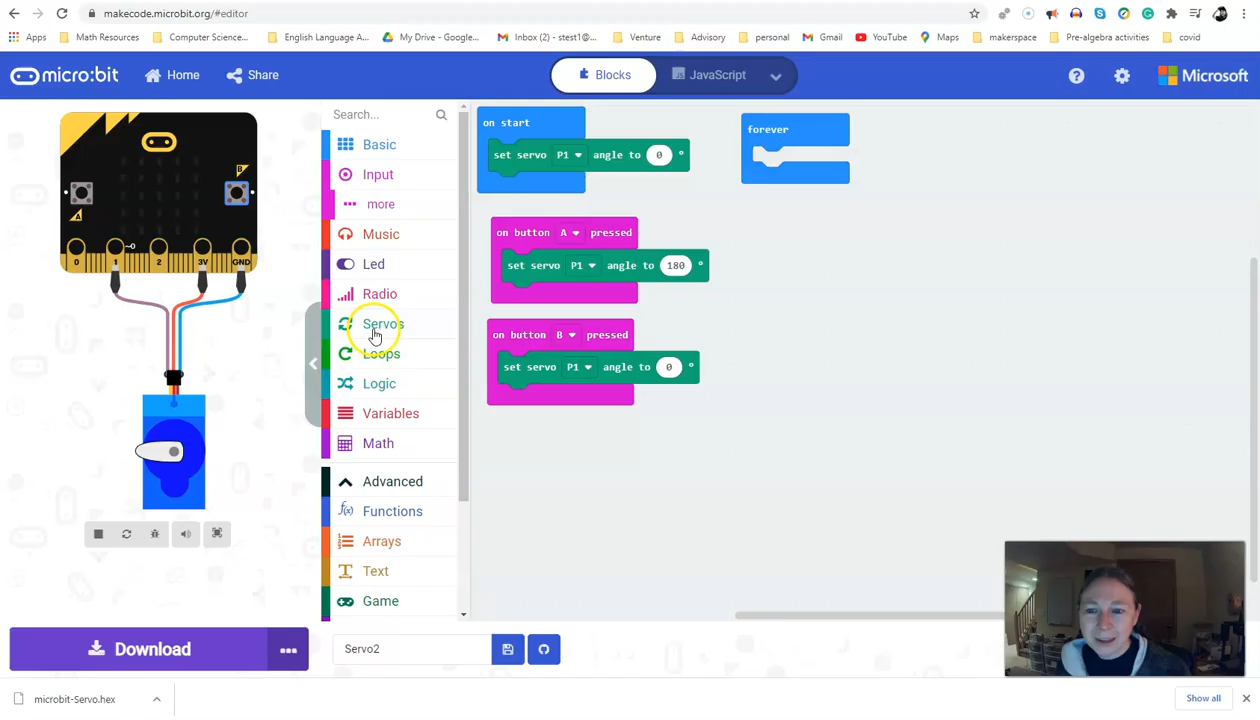 makecode.microbit.org/#editor
Apps Math Resources Computer Science... English Language A... My Drive - Google... Inbox (2) - stest1@... Venture Advisory personal Gmail YouTube Maps makerspace Pre-algebra activities covid
micro:bit Home Share Blocks JavaScript ? Microsoft
Search...
Basic
Input
more
Music
Led
Radio
Servos
Loops
Logic
Variables
Math
Advanced
Functions
Arrays
Text
Game
A
B
0 1 2 3V GND
on start
set servo P1 angle to 0 °
forever
on button A pressed
set servo P1 angle to 180 °
on button B pressed
set servo P1 angle to 0 °
Download ...
Servo2
microbit-Servo.hex
Show all